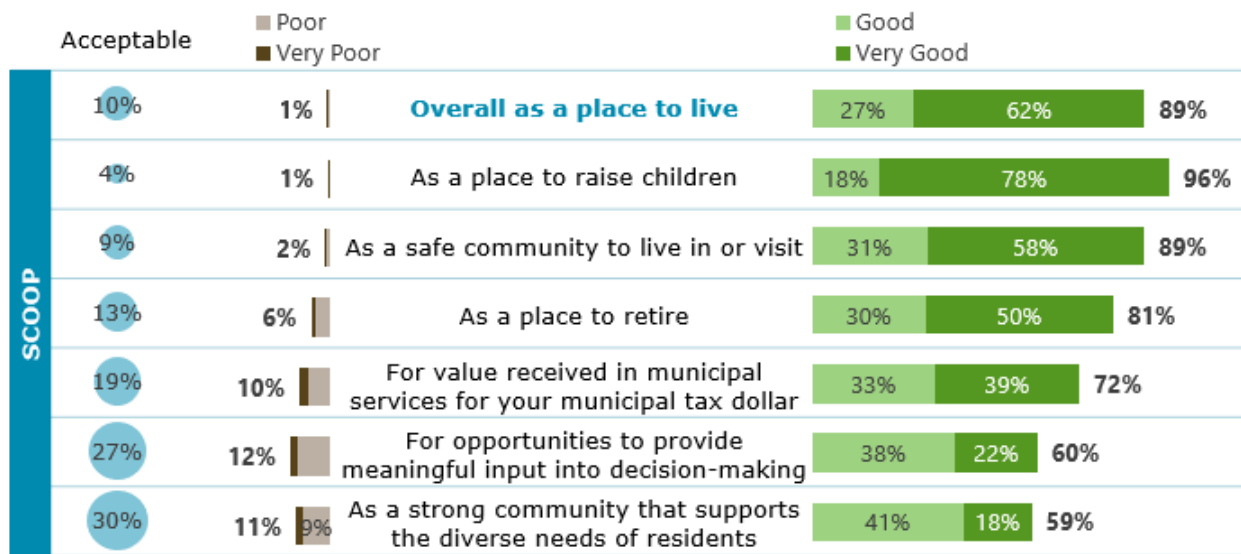 Acceptable
Poor
Very Poor
Good
Very Good
SCOOP
10%
1%
Overall as a place to live
27%
62%
89%
4%
1%
As a place to raise children
18%
78%
96%
9%
2%
As a safe community to live in or visit
31%
58%
89%
13%
6%
As a place to retire
30%
50%
81%
19%
10%
For value received in municipal
services for your municipal tax dollar
33%
39%
72%
27%
12%
For opportunities to provide
meaningful input into decision-making
38%
22%
60%
30%
11%
9%
As a strong community that supports
the diverse needs of residents
41%
18%
59%